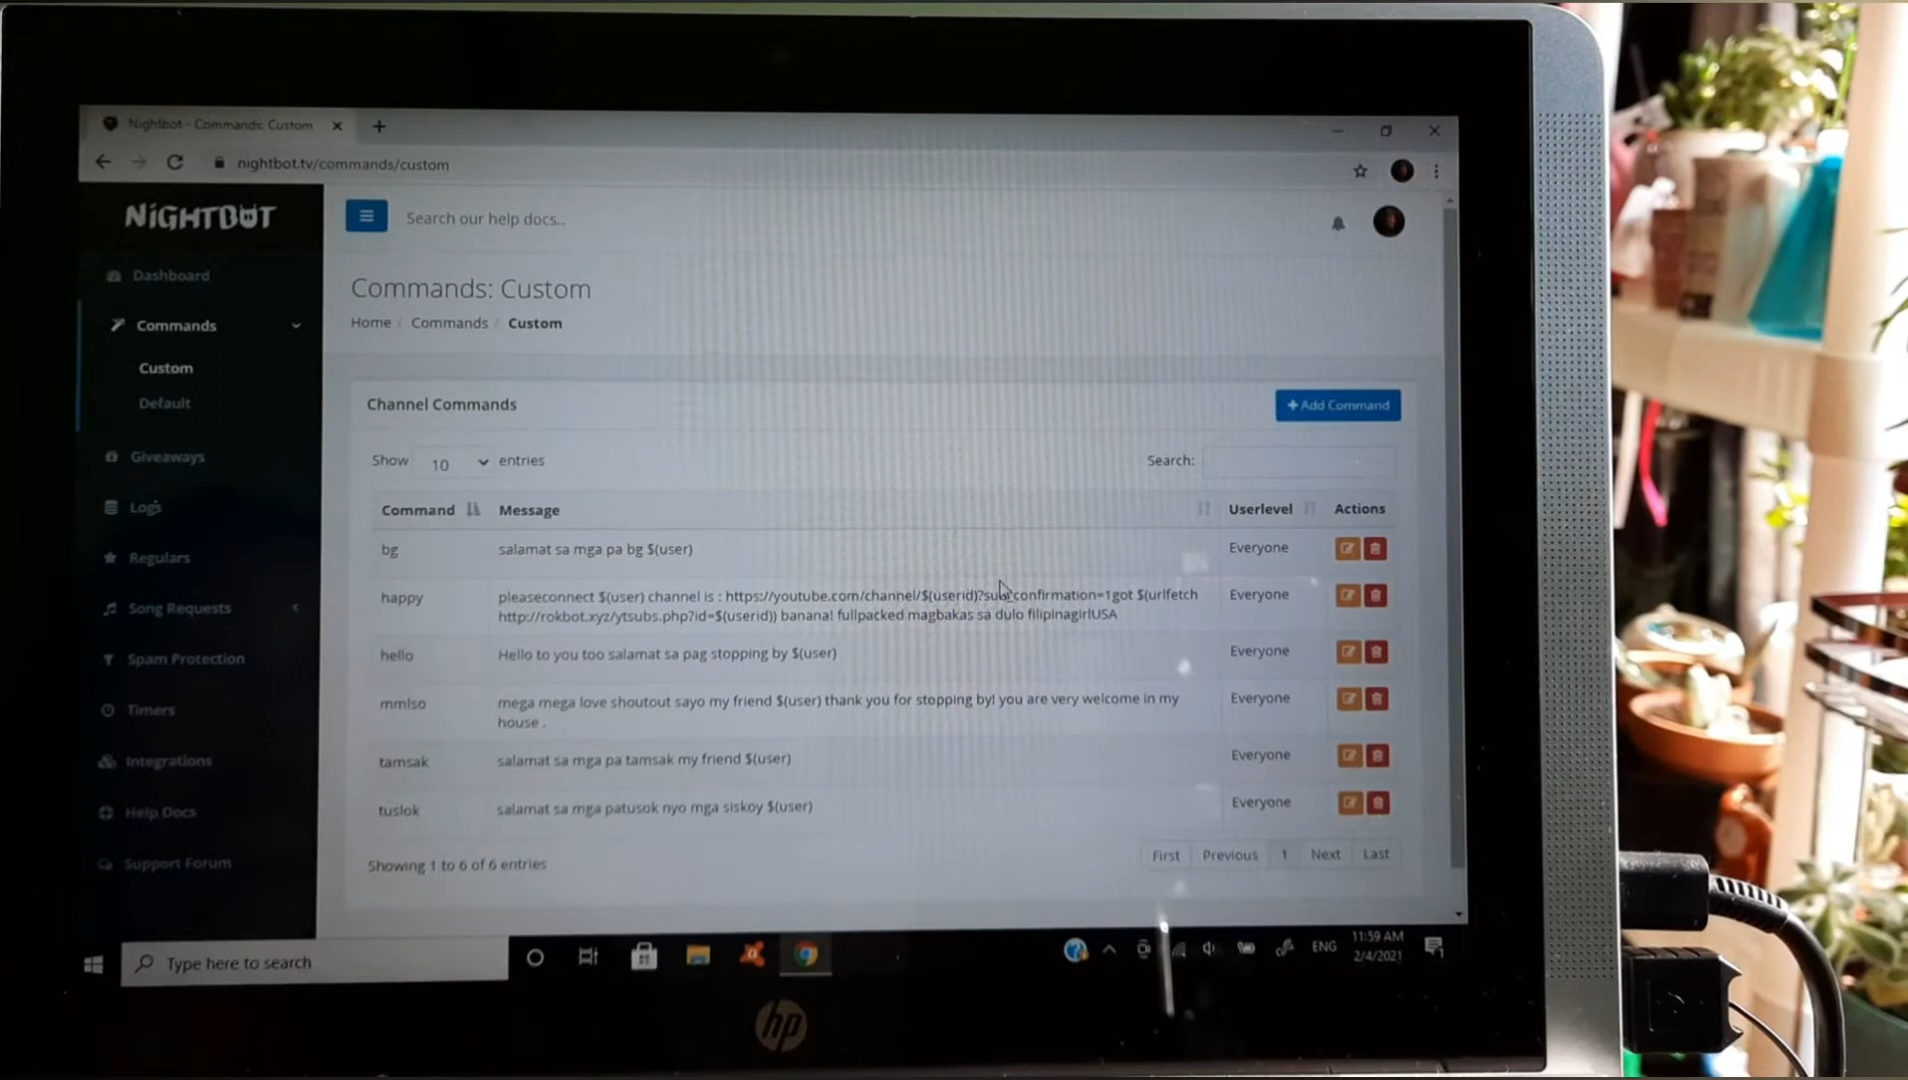 Nightbot - Commands: Custom
nightbot.tv/commands/custom
NiGHTBOT
Search our help docs..
Dashboard
Commands: Custom
Commands
Home / Commands / Custom
Custom
Default
Channel Commands
+ Add Command
Giveaways
Show 10 entries
Search:
Logs
Command Message Userlevel Actions
bg salamat sa mga pa bg $(user) Everyone
Regulars
happy pleaseconnect $(user) channel is : https://youtube.com/channel/$(userid)?sub_confirmation=1got $(urlfetch Everyone
http://rokbot.xyz/ytsubs.php?id=$(userid)) banana! fullpacked magbakas sa dulo filipinagirlUSA
Song Requests
hello Hello to you too salamat sa pag stopping by $(user) Everyone
Spam Protection
mmlso mega mega love shoutout sayo my friend $(user) thank you for stopping by! you are very welcome in my Everyone
house .
Timers
tamsak salamat sa mga pa tamsak my friend $(user) Everyone
Integrations
tuslok salamat sa mga patusok nyo mga siskoy $(user) Everyone
Help Docs
Showing 1 to 6 of 6 entries
First Previous 1 Next Last
Support Forum
Type here to search
ENG
11:59 AM
2/4/2021
hp